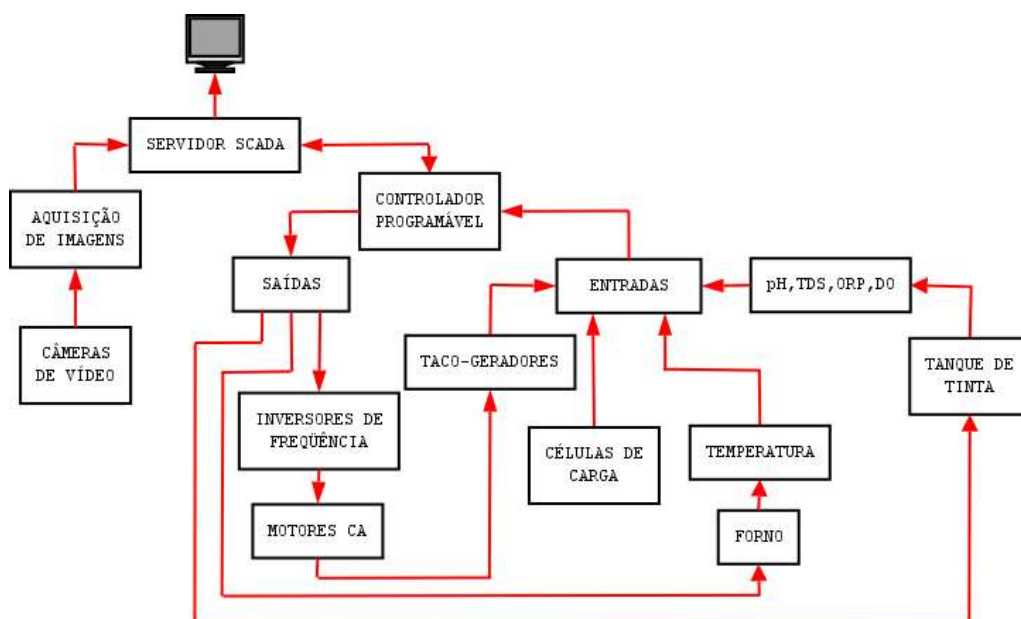 SERVIDOR SCADA
CONTROLADOR
PROGRAMÁVEL
AQUISIÇÃO
DE IMAGENS
SAÍDAS
ENTRADAS
pH,TDS,ORP,DO
CÂMERAS
DE VÍDEO
TACO-GERADORES
TANQUE DE
TINTA
INVERSORES DE
FREQÜÊNCIA
CÉLULAS DE
CARGA
TEMPERATURA
MOTORES CA
FORNO